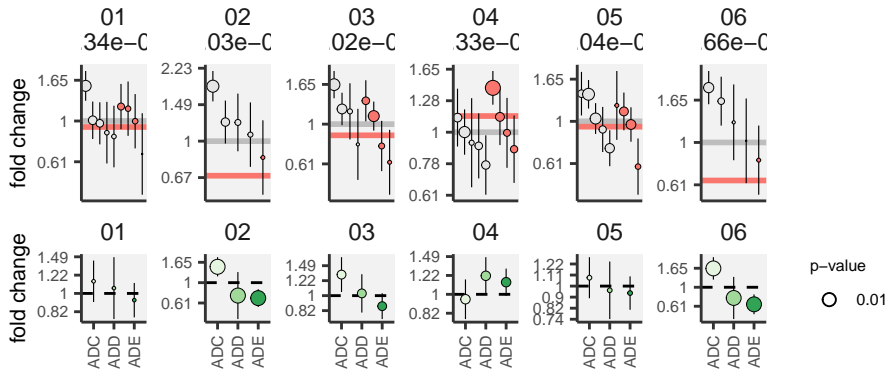 01 02 03 04 05 06
.34e−0 .03e−0 .02e−0 .33e−0 .04e−0 .66e−0
fold change
1.65 1 0.61
2.23 1.49 1 0.67
1.65 1 0.61
1.65 1.28 1 0.78 0.61
1.65 1 0.61
1.65 1 0.61
01 02 03 04 05 06
fold change
1.49 1.22 1 0.82
1.65 1 0.61
1.49 1.22 1 0.82
1.49 1.22 1 0.82
1.22 1.11 1 0.9 0.82 0.74
1.65 1 0.61
ADC ADD ADE ADC ADD ADE ADC ADD ADE ADC ADD ADE ADC ADD ADE ADC ADD ADE
p−value
0.01